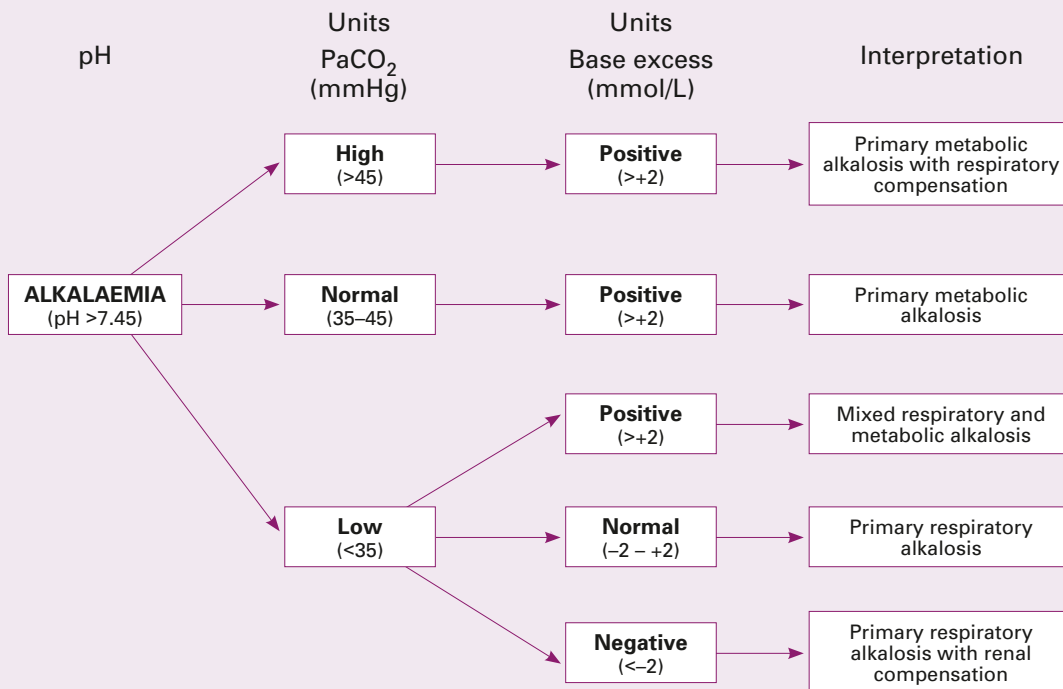 pH
Units
PaCO₂
(mmHg)
Units
Base excess
(mmol/L)
Interpretation
High
(>45)
Positive
(>+2)
Primary metabolic
alkalosis with respiratory
compensation
ALKALAEMIA
(pH >7.45)
Normal
(35–45)
Positive
(>+2)
Primary metabolic
alkalosis
Positive
(>+2)
Mixed respiratory and
metabolic alkalosis
Low
(<35)
Normal
(–2 – +2)
Primary respiratory
alkalosis
Negative
(<–2)
Primary respiratory
alkalosis with renal
compensation